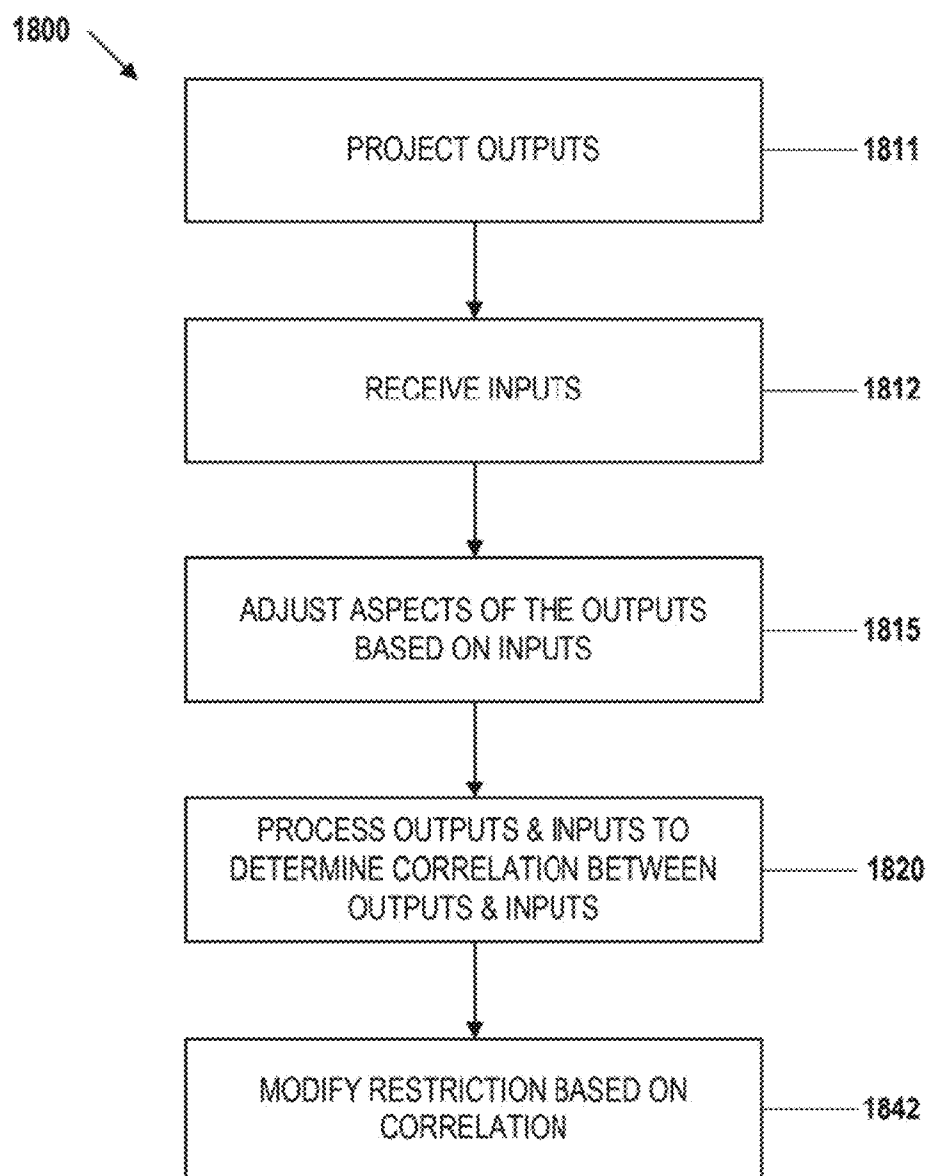 1800
PROJECT OUTPUTS
1811
RECEIVE INPUTS
1812
ADJUST ASPECTS OF THE OUTPUTS
BASED ON INPUTS
1815
PROCESS OUTPUTS & INPUTS TO
DETERMINE CORRELATION BETWEEN
OUTPUTS & INPUTS
1820
MODIFY RESTRICTION BASED ON
CORRELATION
1842